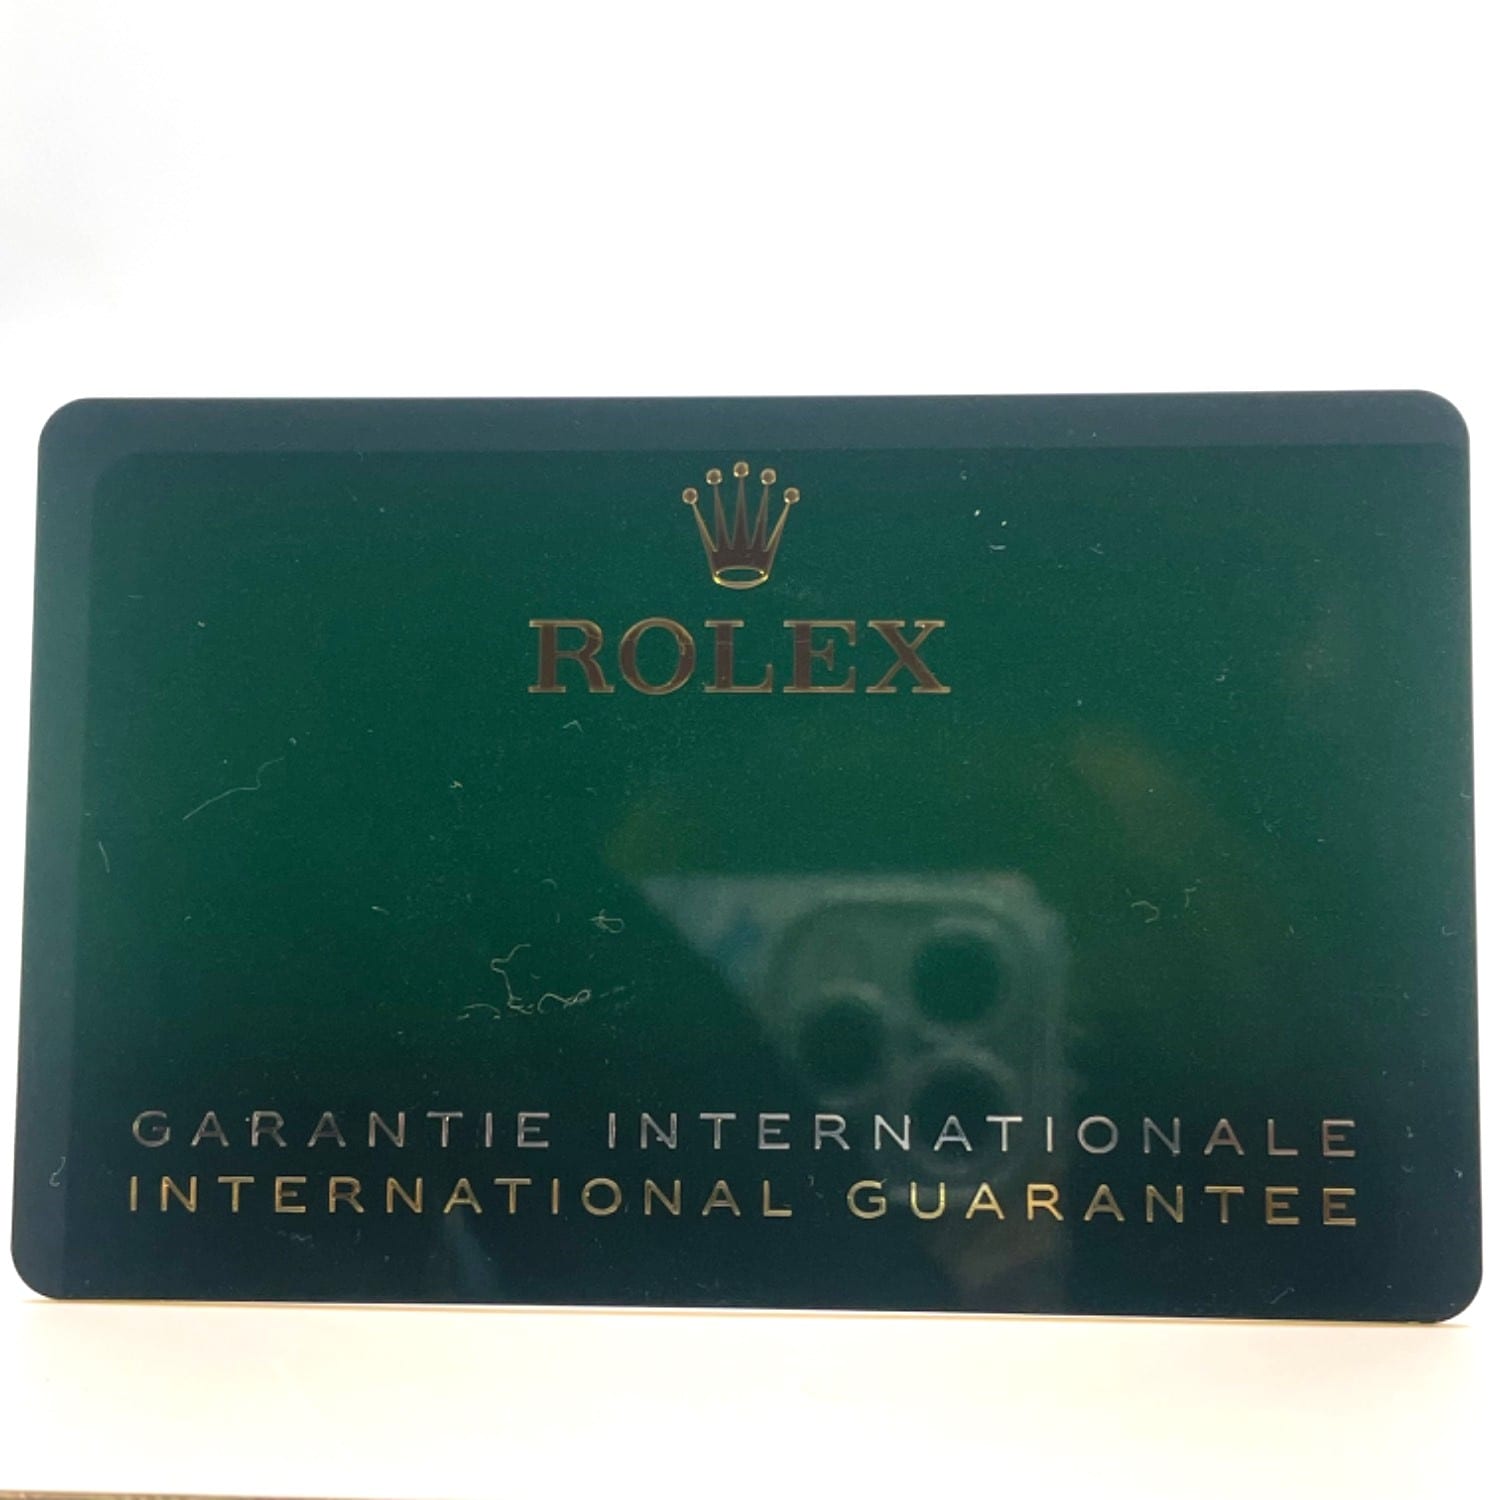 ROLEX
GARANTIE INTERNATIONALE
INTERNATIONAL GUARANTEE